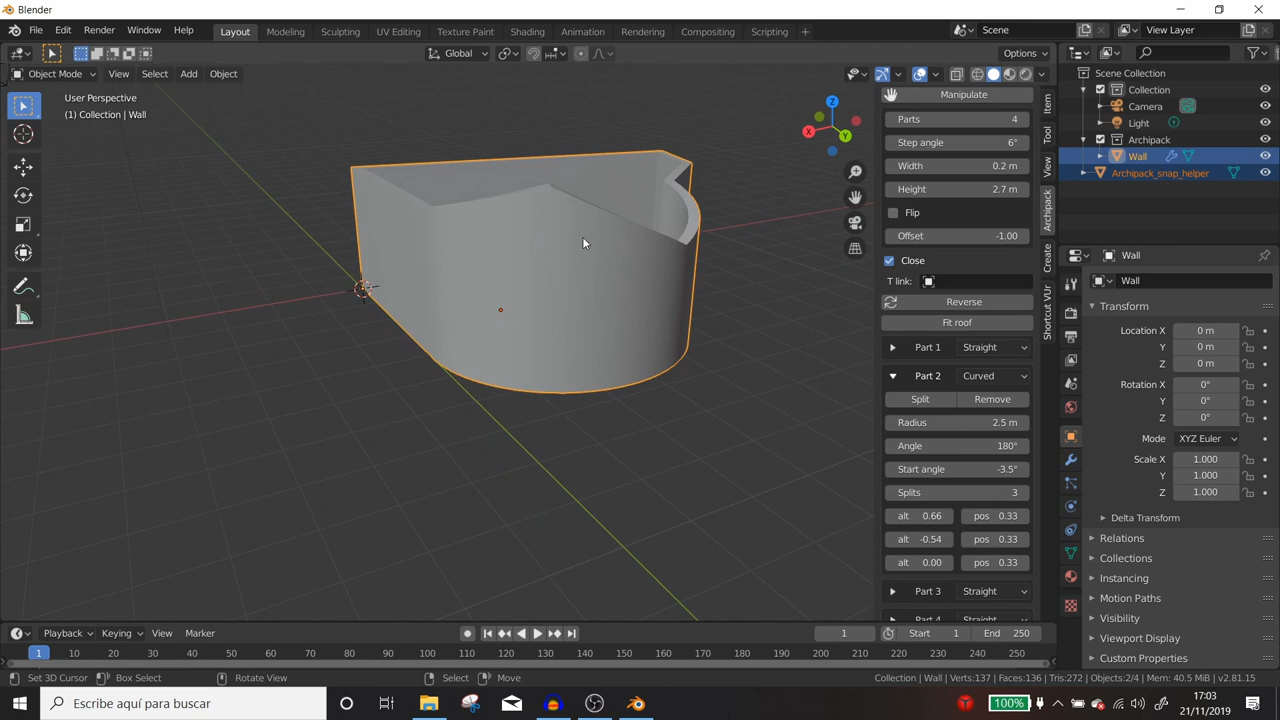 Blender
File Edit Render Window Help Layout Modeling Sculpting UV Editing Texture Paint Shading Animation Rendering Compositing Scripting + Scene View Layer
Global Options
Object Mode View Select Add Object
User Perspective
(1) Collection | Wall
X Y Z
Manipulate
Parts 4
Step angle 6°
Width 0.2 m
Height 2.7 m
Flip
Offset -1.00
Close
T link:
Reverse
Fit roof
Part 1 Straight
Part 2 Curved
Split Remove
Radius 2.5 m
Angle 180°
Start angle -3.5°
Splits 3
alt 0.66 pos 0.33
alt -0.54 pos 0.33
alt 0.00 pos 0.33
Part 3 Straight
Part 4 Straight
Item
Tool
View
Archipack
Create
Shortcut VUr
Scene Collection
Collection
Camera
Light
Archipack
Wall
Archipack_snap_helper
Wall
Wall
Transform
Location X 0 m
Y 0 m
Z 0 m
Rotation X 0°
Y 0°
Z 0°
Mode XYZ Euler
Scale X 1.000
Y 1.000
Z 1.000
Delta Transform
Relations
Collections
Instancing
Motion Paths
Visibility
Viewport Display
Custom Properties
Playback Keying View Marker 1 Start 1 End 250
1 10 20 30 40 50 60 70 80 90 100 110 120 130 140 150 160 170 180 190 200 210 220 230 240 250
Set 3D Cursor Box Select Rotate View Select Move Collection | Wall | Verts:137 | Faces:136 | Tris:272 | Objects:2/4 | Mem: 40.5 MiB | v2.81.15
Escribe aquí para buscar 100% 17:03
21/11/2019